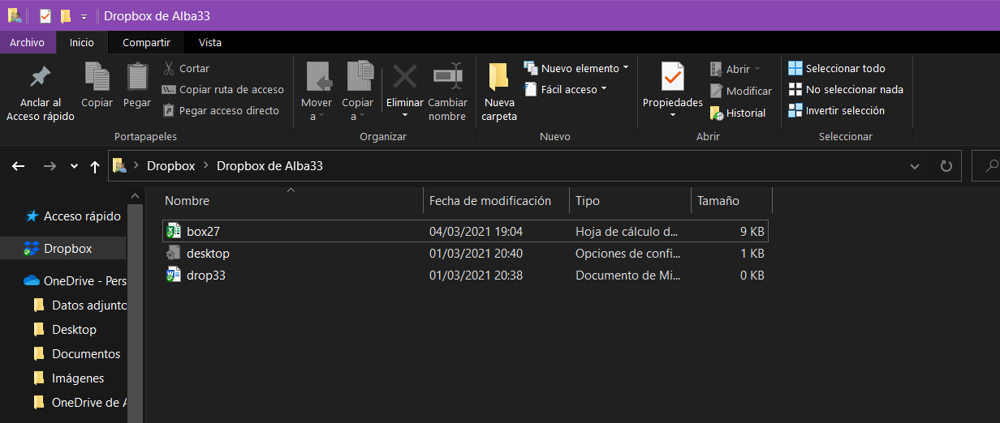 Dropbox de Alba33
Archivo Inicio Compartir Vista
Anclar al
Acceso rápido
Copiar
Pegar
Cortar
Copiar ruta de acceso
Pegar acceso directo
Portapapeles
Mover
a
Copiar
a
Eliminar
Cambiar
nombre
Organizar
Nueva
carpeta
Nuevo elemento
Fácil acceso
Nuevo
Propiedades
Abrir
Modificar
Historial
Abrir
Seleccionar todo
No seleccionar nada
Invertir selección
Seleccionar
Dropbox > Dropbox de Alba33
Acceso rápido
Dropbox
OneDrive - Pers
Datos adjunto
Desktop
Documentos
Imágenes
OneDrive de A
Nombre Fecha de modificación Tipo Tamaño
box27 04/03/2021 19:04 Hoja de cálculo d... 9 KB
desktop 01/03/2021 20:40 Opciones de confi... 1 KB
drop33 01/03/2021 20:38 Documento de Mi... 0 KB